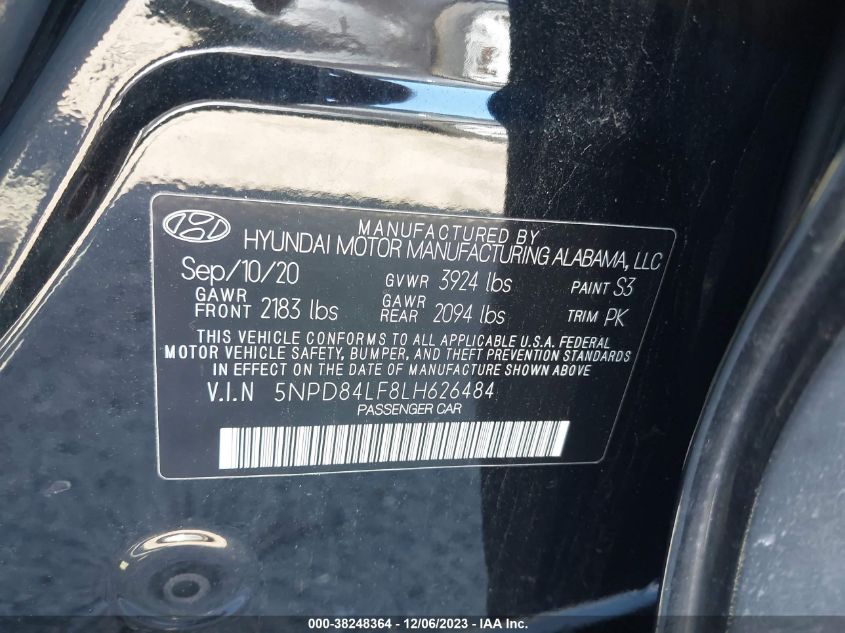 MANUFACTURED BY
HYUNDAI MOTOR MANUFACTURING ALABAMA, LLC
Sep/10/20 GVWR 3924 lbs PAINT S3
GAWR FRONT 2183 lbs GAWR REAR 2094 lbs TRIM PK
THIS VEHICLE CONFORMS TO ALL APPLICABLE U.S.A. FEDERAL
MOTOR VEHICLE SAFETY, BUMPER, AND THEFT PREVENTION STANDARDS
IN EFFECT ON THE DATE OF MANUFACTURE SHOWN ABOVE
V.I.N 5NPD84LF8LH626484
PASSENGER CAR
000-38248364 - 12/06/2023 - IAA Inc.